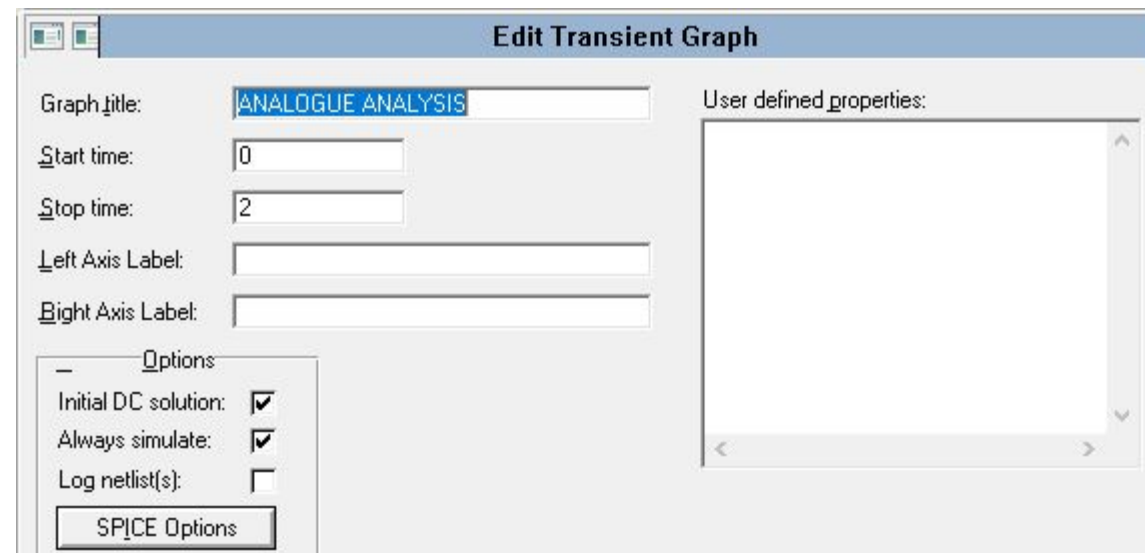 Edit Transient Graph
Graph title: ANALOGUE ANALYSIS
User defined properties:
Start time: 0
Stop time: 2
Left Axis Label:
Right Axis Label:
Options
Initial DC solution:
Always simulate:
Log netlist(s):
SPICE Options